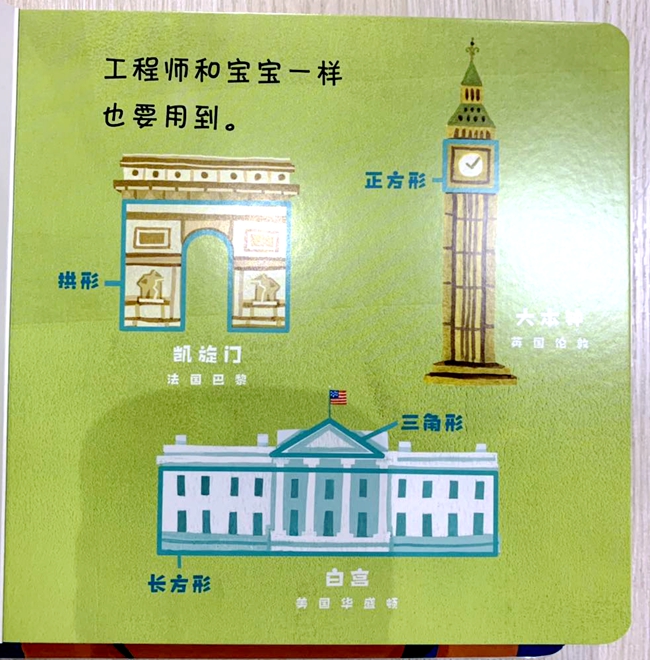 工程师和宝宝一样
也要用到。
正方形
拱形
大本钟
英国伦敦
凯旋门
法国巴黎
三角形
长方形
白宫
美国华盛顿